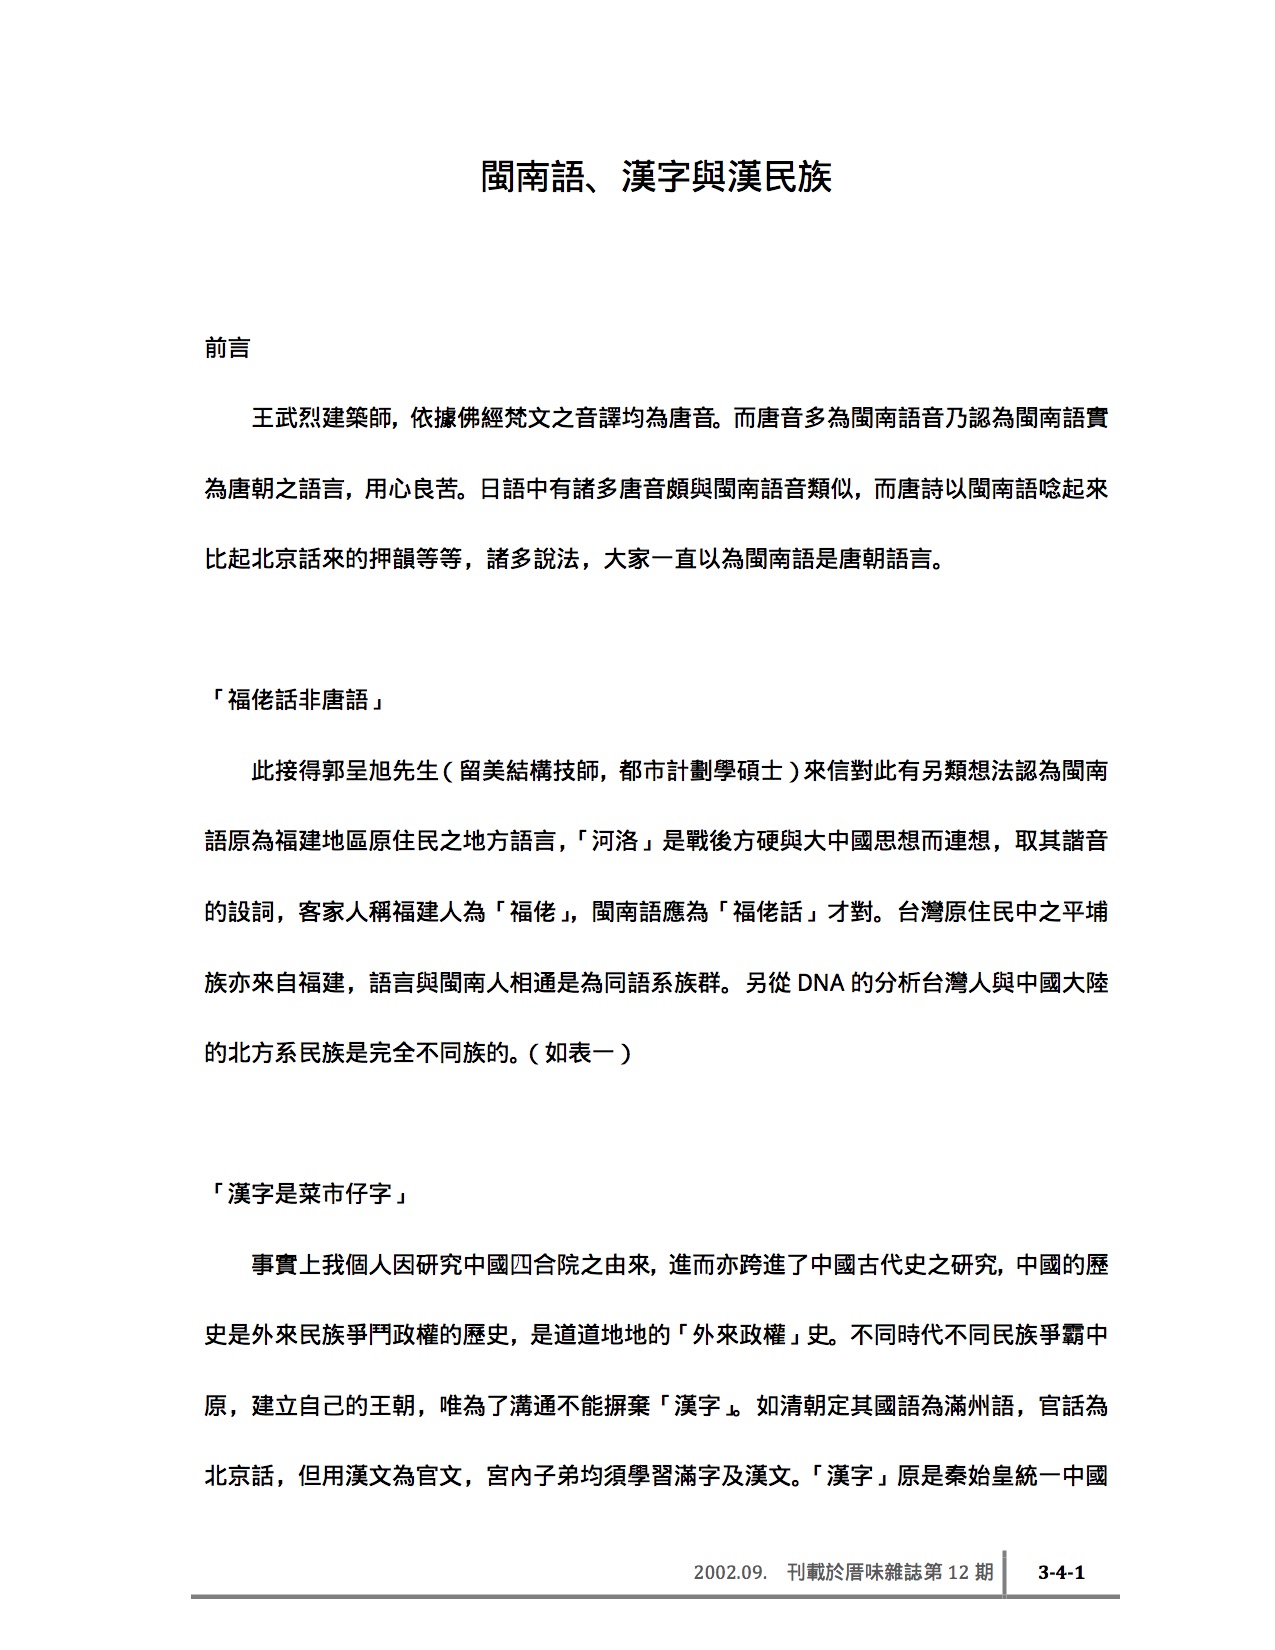 閩南語、漢字與漢民族
前言
王武烈建築師，依據佛經梵文之音譯均為唐音。而唐音多為閩南語音乃認為閩南語實
為唐朝之語言，用心良苦。日語中有諸多唐音頗與閩南語音類似，而唐詩以閩南語唸起來
比起北京話來的押韻等等，諸多說法，大家一直以為閩南語是唐朝語言。
「福佬話非唐語」
此接得郭呈旭先生（留美結構技師，都市計劃學碩士）來信對此有另類想法認為閩南
語原為福建地區原住民之地方語言，「河洛」是戰後方硬與大中國思想而連想，取其諧音
的設詞，客家人稱福建人為「福佬」，閩南語應為「福佬話」才對。台灣原住民中之平埔
族亦來自福建，語言與閩南人相通是為同語系族群。另從 DNA 的分析台灣人與中國大陸
的北方系民族是完全不同族的。（如表一）
「漢字是菜市仔字」
事實上我個人因研究中國四合院之由來，進而亦跨進了中國古代史之研究，中國的歷
史是外來民族爭鬥政權的歷史，是道道地地的「外來政權」史。不同時代不同民族爭霸中
原，建立自己的王朝，唯為了溝通不能摒棄「漢字」。如清朝定其國語為滿州語，官話為
北京話，但用漢文為官文，宮內子弟均須學習滿字及漢文。「漢字」原是秦始皇統一中國
2002.09. 刊載於厝味雜誌第 12 期 3-4-1